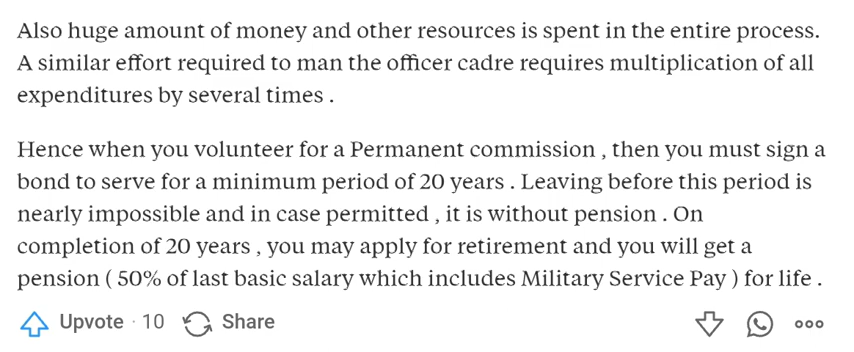 Also huge amount of money and other resources is spent in the entire process.
A similar effort required to man the officer cadre requires multiplication of all
expenditures by several times .
Hence when you volunteer for a Permanent commission , then you must sign a
bond to serve for a minimum period of 20 years . Leaving before this period is
nearly impossible and in case permitted , it is without pension . On
completion of 20 years , you may apply for retirement and you will get a
pension ( 50% of last basic salary which includes Military Service Pay ) for life .
Upvote · 10 Share